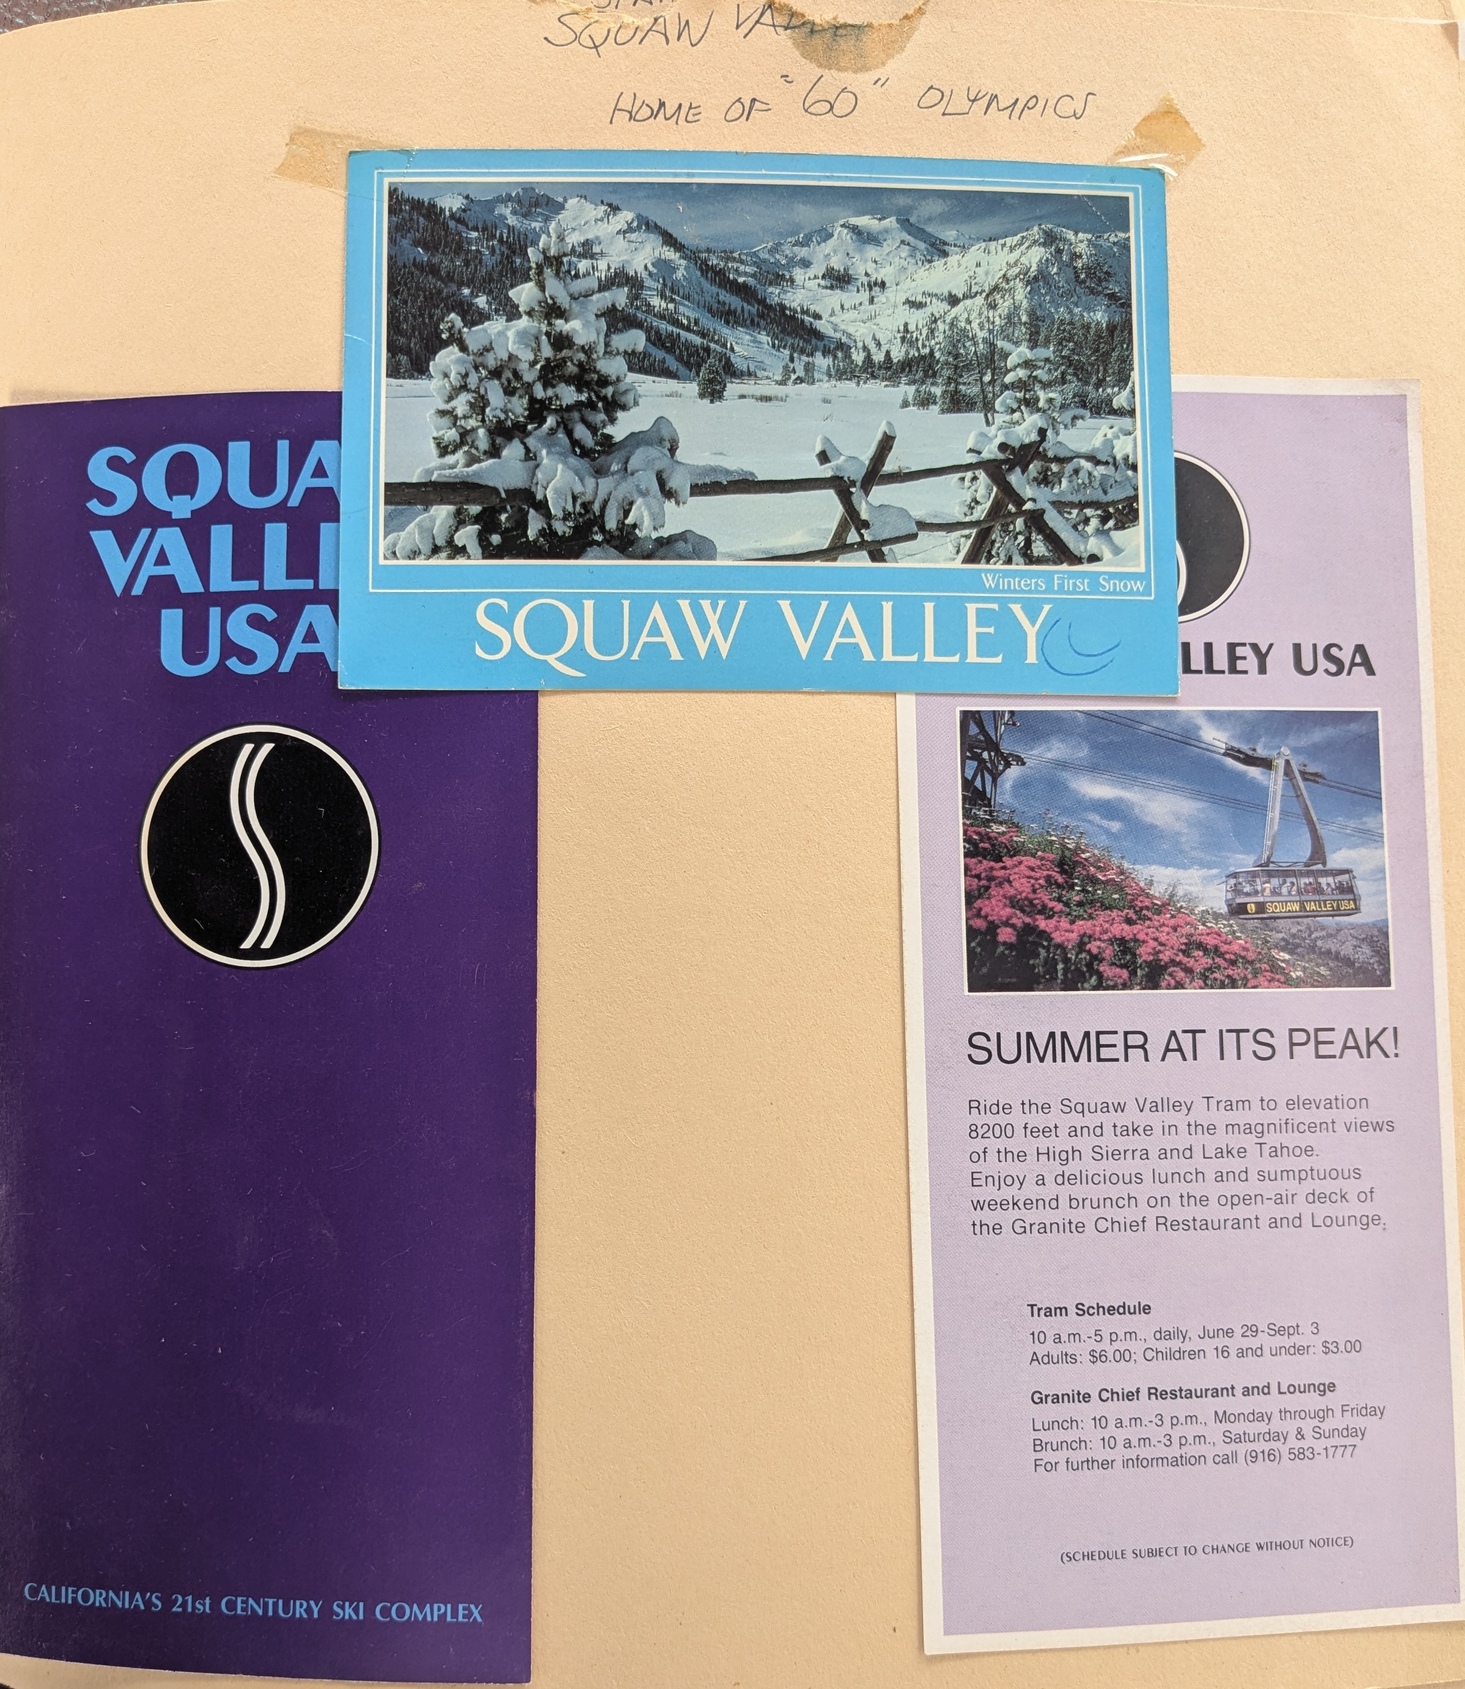 SQUAW VALLEY
HOME OF "60" OLYMPICS
Winters First Snow
SQUAW VALLEY
SQUA
VALL
USA
CALIFORNIA'S 21st CENTURY SKI COMPLEX
LLEY USA
SQUAW VALLEY USA
SUMMER AT ITS PEAK!
Ride the Squaw Valley Tram to elevation
8200 feet and take in the magnificent views
of the High Sierra and Lake Tahoe.
Enjoy a delicious lunch and sumptuous
weekend brunch on the open-air deck of
the Granite Chief Restaurant and Lounge.
Tram Schedule
10 a.m.-5 p.m., daily, June 29-Sept. 3
Adults: $6.00; Children 16 and under: $3.00
Granite Chief Restaurant and Lounge
Lunch: 10 a.m.-3 p.m., Monday through Friday
Brunch: 10 a.m.-3 p.m., Saturday & Sunday
For further information call (916) 583-1777
(SCHEDULE SUBJECT TO CHANGE WITHOUT NOTICE)